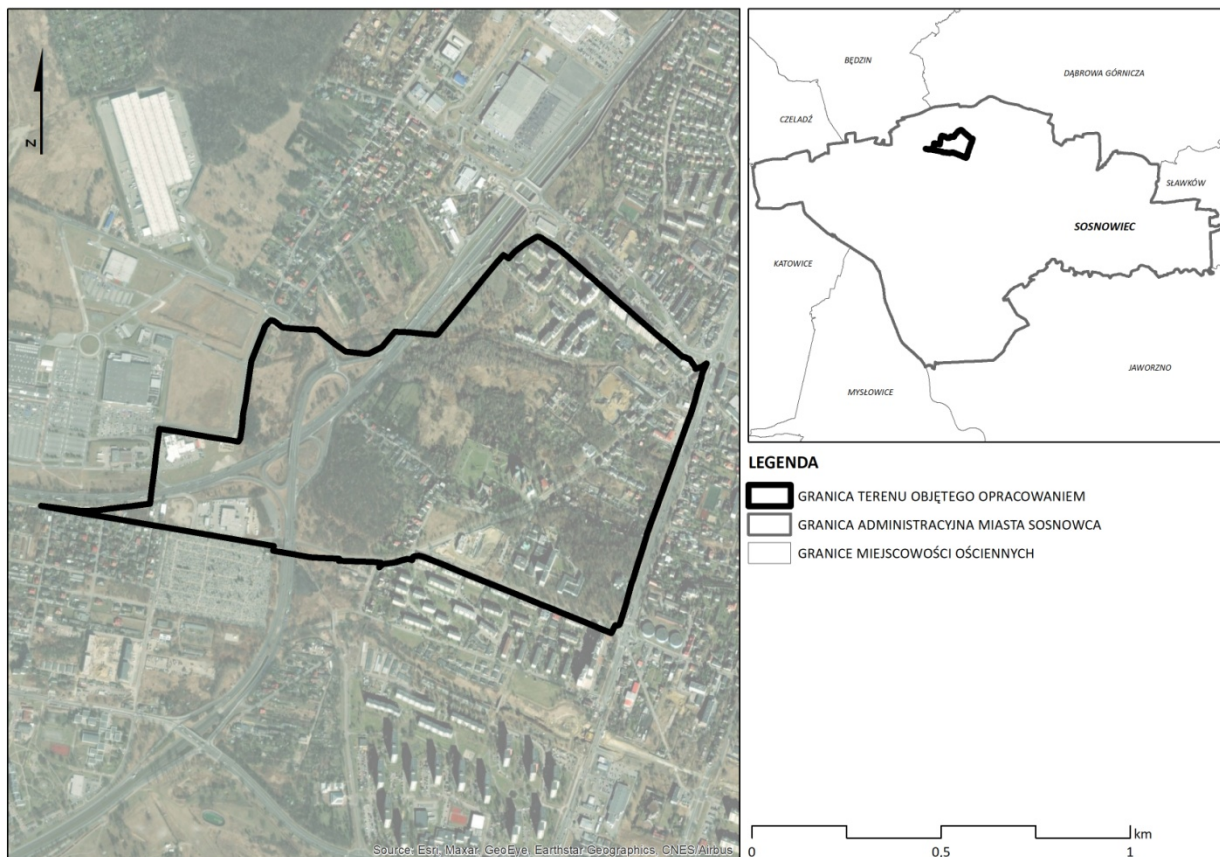 N
Source: Esri, Maxar, GeoEye, Earthstar Geographics, CNES/Airbus
BĘDZIN
DĄBROWA GÓRNICZA
CZELADŹ
SŁAWKÓW
SOSNOWIEC
KATOWICE
JAWORZNO
MYSŁOWICE
LEGENDA
GRANICA TERENU OBJĘTEGO OPRACOWANIEM
GRANICA ADMINISTRACYJNA MIASTA SOSNOWCA
GRANICE MIEJSCOWOŚCI OŚCIENNYCH
km
0 0,5 1